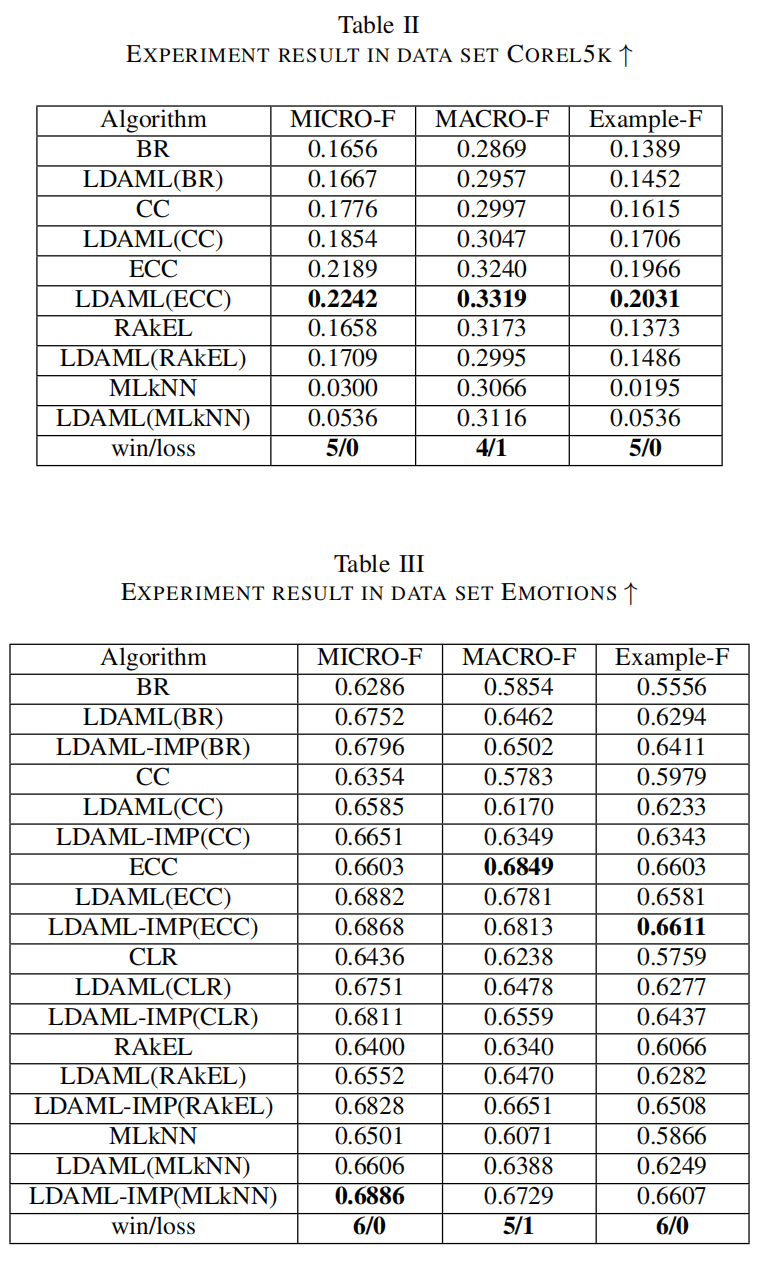 Table II
EXPERIMENT RESULT IN DATA SET COREL5K ↑
Algorithm MICRO-F MACRO-F Example-F
BR 0.1656 0.2869 0.1389
LDAML(BR) 0.1667 0.2957 0.1452
CC 0.1776 0.2997 0.1615
LDAML(CC) 0.1854 0.3047 0.1706
ECC 0.2189 0.3240 0.1966
LDAML(ECC) 0.2242 0.3319 0.2031
RAkEL 0.1658 0.3173 0.1373
LDAML(RAkEL) 0.1709 0.2995 0.1486
MLkNN 0.0300 0.3066 0.0195
LDAML(MLkNN) 0.0536 0.3116 0.0536
win/loss 5/0 4/1 5/0
Table III
EXPERIMENT RESULT IN DATA SET EMOTIONS ↑
Algorithm MICRO-F MACRO-F Example-F
BR 0.6286 0.5854 0.5556
LDAML(BR) 0.6752 0.6462 0.6294
LDAML-IMP(BR) 0.6796 0.6502 0.6411
CC 0.6354 0.5783 0.5979
LDAML(CC) 0.6585 0.6170 0.6233
LDAML-IMP(CC) 0.6651 0.6349 0.6343
ECC 0.6603 0.6849 0.6603
LDAML(ECC) 0.6882 0.6781 0.6581
LDAML-IMP(ECC) 0.6868 0.6813 0.6611
CLR 0.6436 0.6238 0.5759
LDAML(CLR) 0.6751 0.6478 0.6277
LDAML-IMP(CLR) 0.6811 0.6559 0.6437
RAkEL 0.6400 0.6340 0.6066
LDAML(RAkEL) 0.6552 0.6470 0.6282
LDAML-IMP(RAkEL) 0.6828 0.6651 0.6508
MLkNN 0.6501 0.6071 0.5866
LDAML(MLkNN) 0.6606 0.6388 0.6249
LDAML-IMP(MLkNN) 0.6886 0.6729 0.6607
win/loss 6/0 5/1 6/0